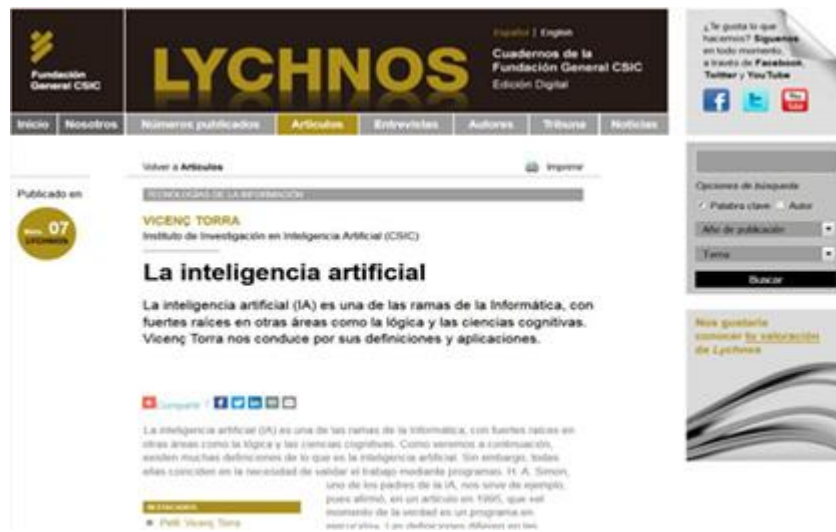 Fundación
General CSIC
LYCHNOS
Español | English
Cuadernos de la
Fundación General CSIC
Edición Digital
Inicio Nosotros Números publicados Artículos Entrevistas Autores Tribuna Noticias
¿Te gusta lo que
hacemos? Síguenos
en todo momento,
a través de Facebook,
Twitter y YouTube
Volver a Artículos
Imprimir
Publicado en
Núm. 07
LYCHNOS
TECNOLOGÍAS DE LA INFORMACIÓN
VICENÇ TORRA
Instituto de Investigación en Inteligencia Artificial (CSIC)
La inteligencia artificial
La inteligencia artificial (IA) es una de las ramas de la Informática, con
fuertes raíces en otras áreas como la lógica y las ciencias cognitivas.
Vicenç Torra nos conduce por sus definiciones y aplicaciones.
Compartir
La inteligencia artificial (IA) es una de las ramas de la Informática, con fuertes raíces en
otras áreas como la lógica y las ciencias cognitivas. Como veremos a continuación,
existen muchas definiciones de lo que es la inteligencia artificial. Sin embargo, todas
ellas coinciden en la necesidad de validar el trabajo mediante programas. H. A. Simon,
uno de los padres de la IA, nos sirve de ejemplo,
pues afirmó, en un artículo en 1995, que «el
momento de la verdad es un programa en
ejecución». Las definiciones difieren en las
DESTACADOS
Perfil: Vicenç Torra
Opciones de búsqueda
Palabra clave Autor
Año de publicación
Tema
Buscar
Nos gustaría
conocer tu valoración
de Lychnos